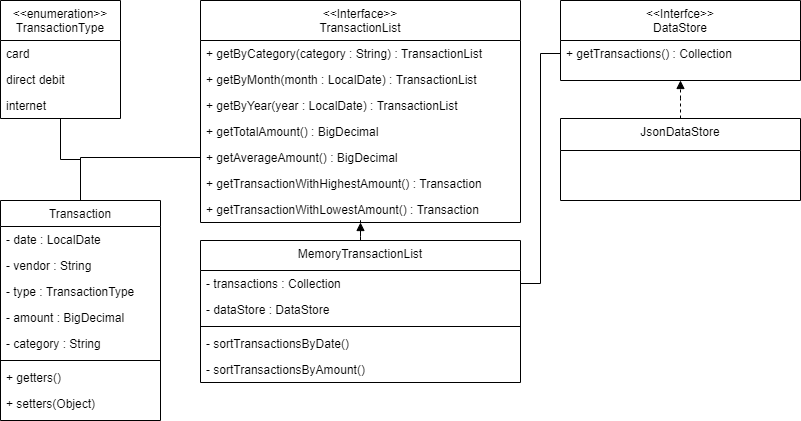 <<enumeration>>
TransactionType
card
direct debit
internet
<<Interface>>
TransactionList
+ getByCategory(category : String) : TransactionList
+ getByMonth(month : LocalDate) : TransactionList
+ getByYear(year : LocalDate) : TransactionList
+ getTotalAmount() : BigDecimal
+ getAverageAmount() : BigDecimal
+ getTransactionWithHighestAmount() : Transaction
+ getTransactionWithLowestAmount() : Transaction
<<Interfce>>
DataStore
+ getTransactions() : Collection
JsonDataStore
Transaction
- date : LocalDate
- vendor : String
- type : TransactionType
- amount : BigDecimal
- category : String
+ getters()
+ setters(Object)
MemoryTransactionList
- transactions : Collection
- dataStore : DataStore
- sortTransactionsByDate()
- sortTransactionsByAmount()